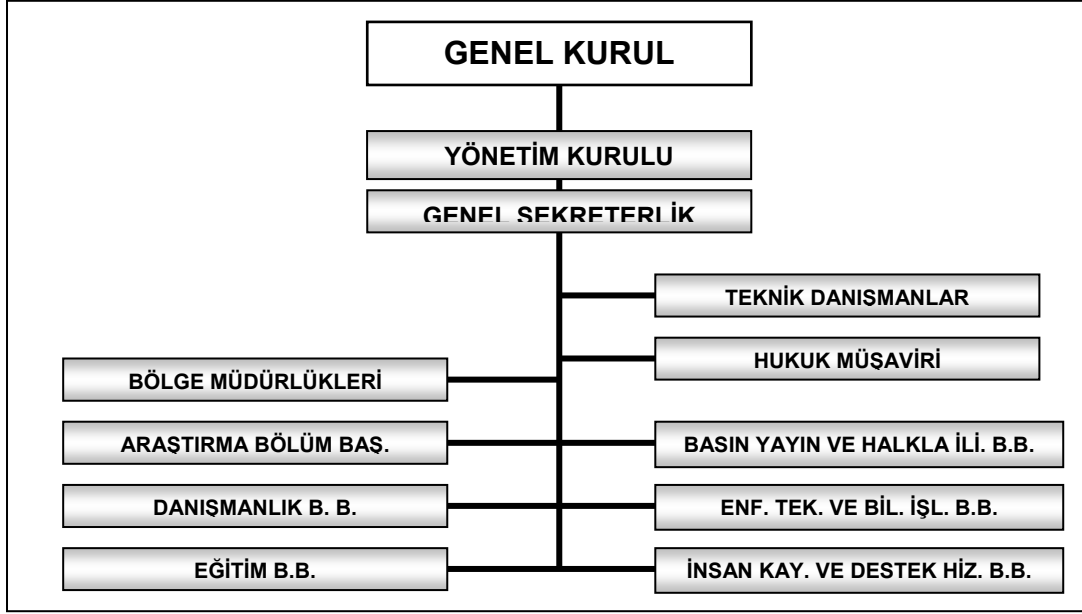 GENEL KURUL
YÖNETİM KURULU
GENEL SEKRETERLİK
TEKNİK DANIŞMANLAR
HUKUK MÜŞAVİRİ
BÖLGE MÜDÜRLÜKLERİ
ARAŞTIRMA BÖLÜM BAŞ.
BASIN YAYIN VE HALKLA İLİ. B.B.
DANIŞMANLIK B. B.
ENF. TEK. VE BİL. İŞL. B.B.
EĞİTİM B.B.
İNSAN KAY. VE DESTEK HİZ. B.B.